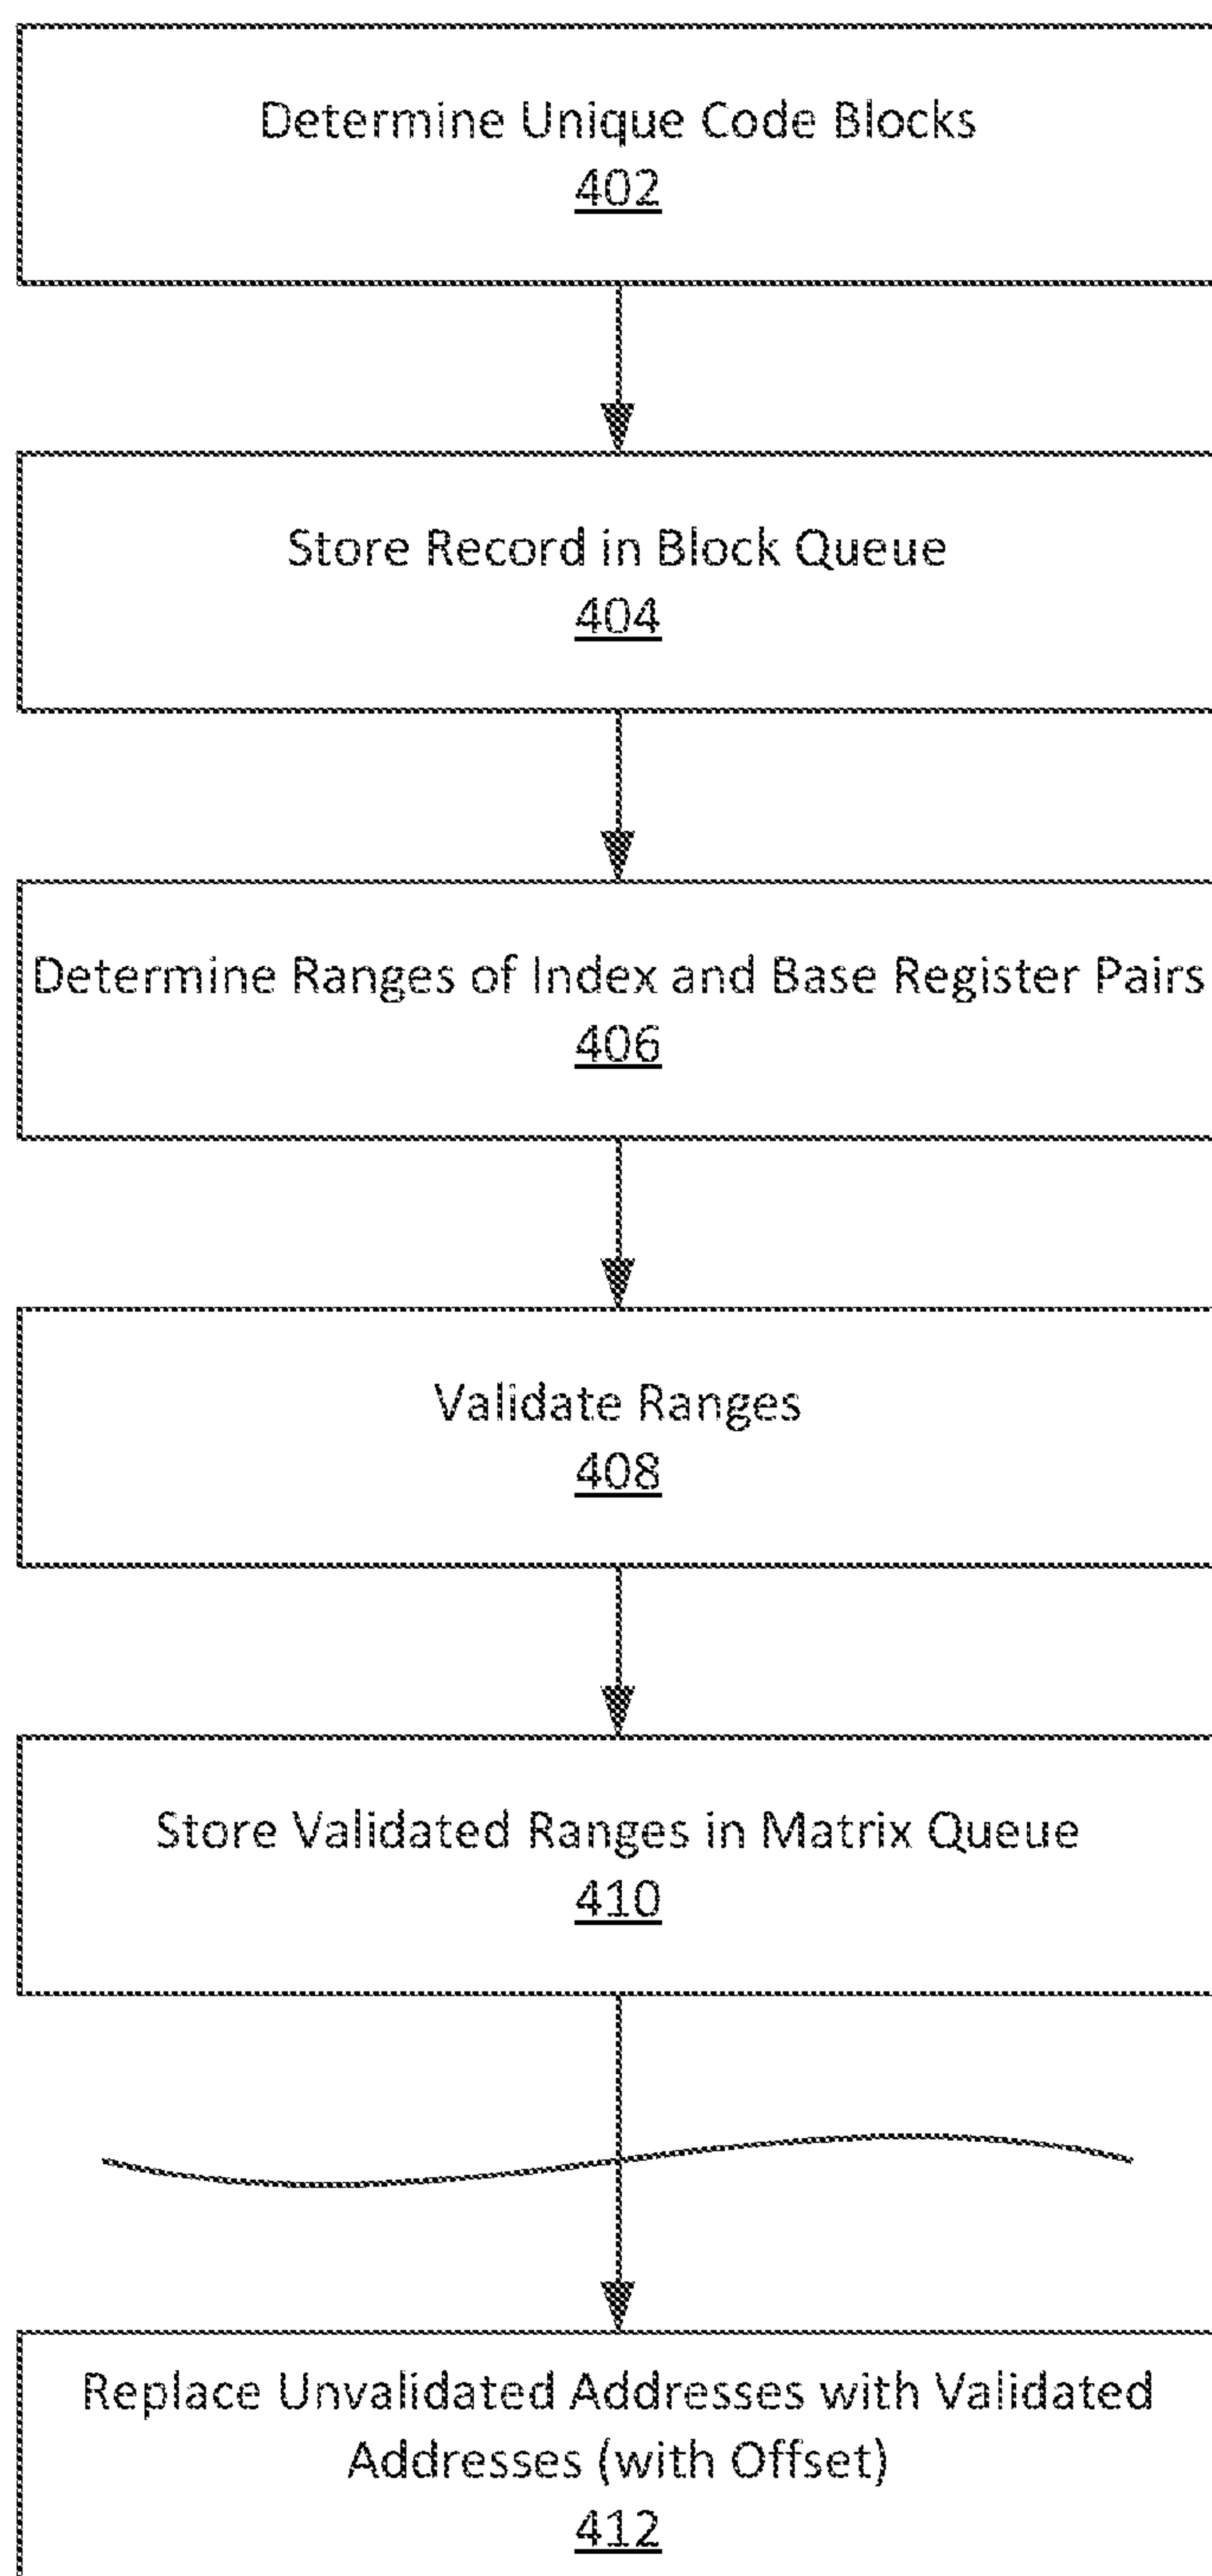 Determine Unique Code Blocks
402
Store Record in Block Queue
404
Determine Ranges of Index and Base Register Pairs
406
Validate Ranges
408
Store Validated Ranges in Matrix Queue
410
Replace Unvalidated Addresses with Validated
Addresses (with Offset)
412